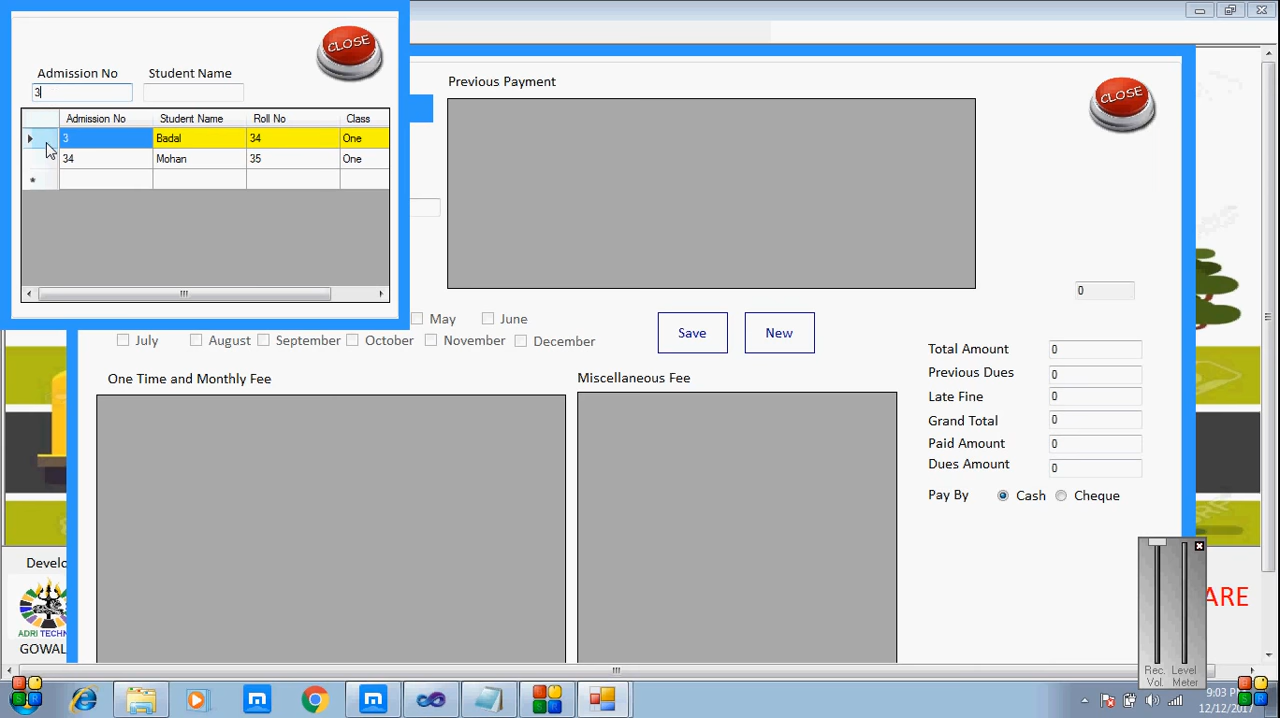 CLOSE
Admission No Student Name
3
Admission No Student Name Roll No Class
3 Badal 34 One
34 Mohan 35 One
*
Previous Payment
CLOSE
0
May June
July August September October November December
Save New
One Time and Monthly Fee
Miscellaneous Fee
Total Amount 0
Previous Dues 0
Late Fine 0
Grand Total 0
Paid Amount 0
Dues Amount 0
Pay By Cash Cheque
Develo
ADRI TECHN
GOWAL
ARE
Rec. Level
Vol. Meter
9:03 P
12/12/2017